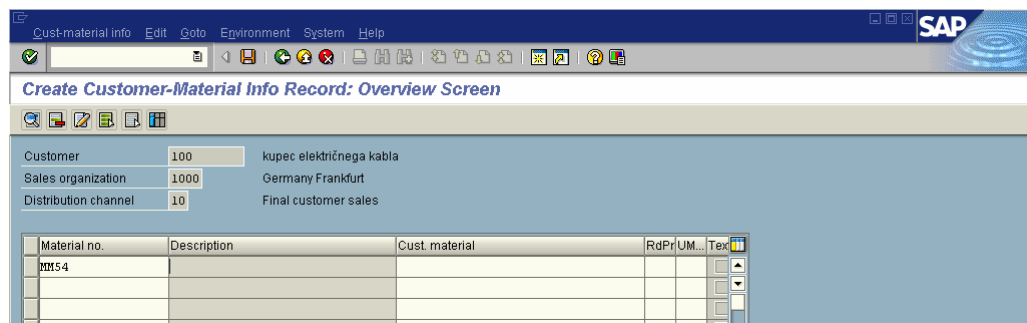 Cust-material info Edit Goto Environment System Help
SAP
Create Customer-Material Info Record: Overview Screen
Customer 100 kupec električnega kabla
Sales organization 1000 Germany Frankfurt
Distribution channel 10 Final customer sales
Material no. Description Cust. material RdPr UM... Tex
MM54